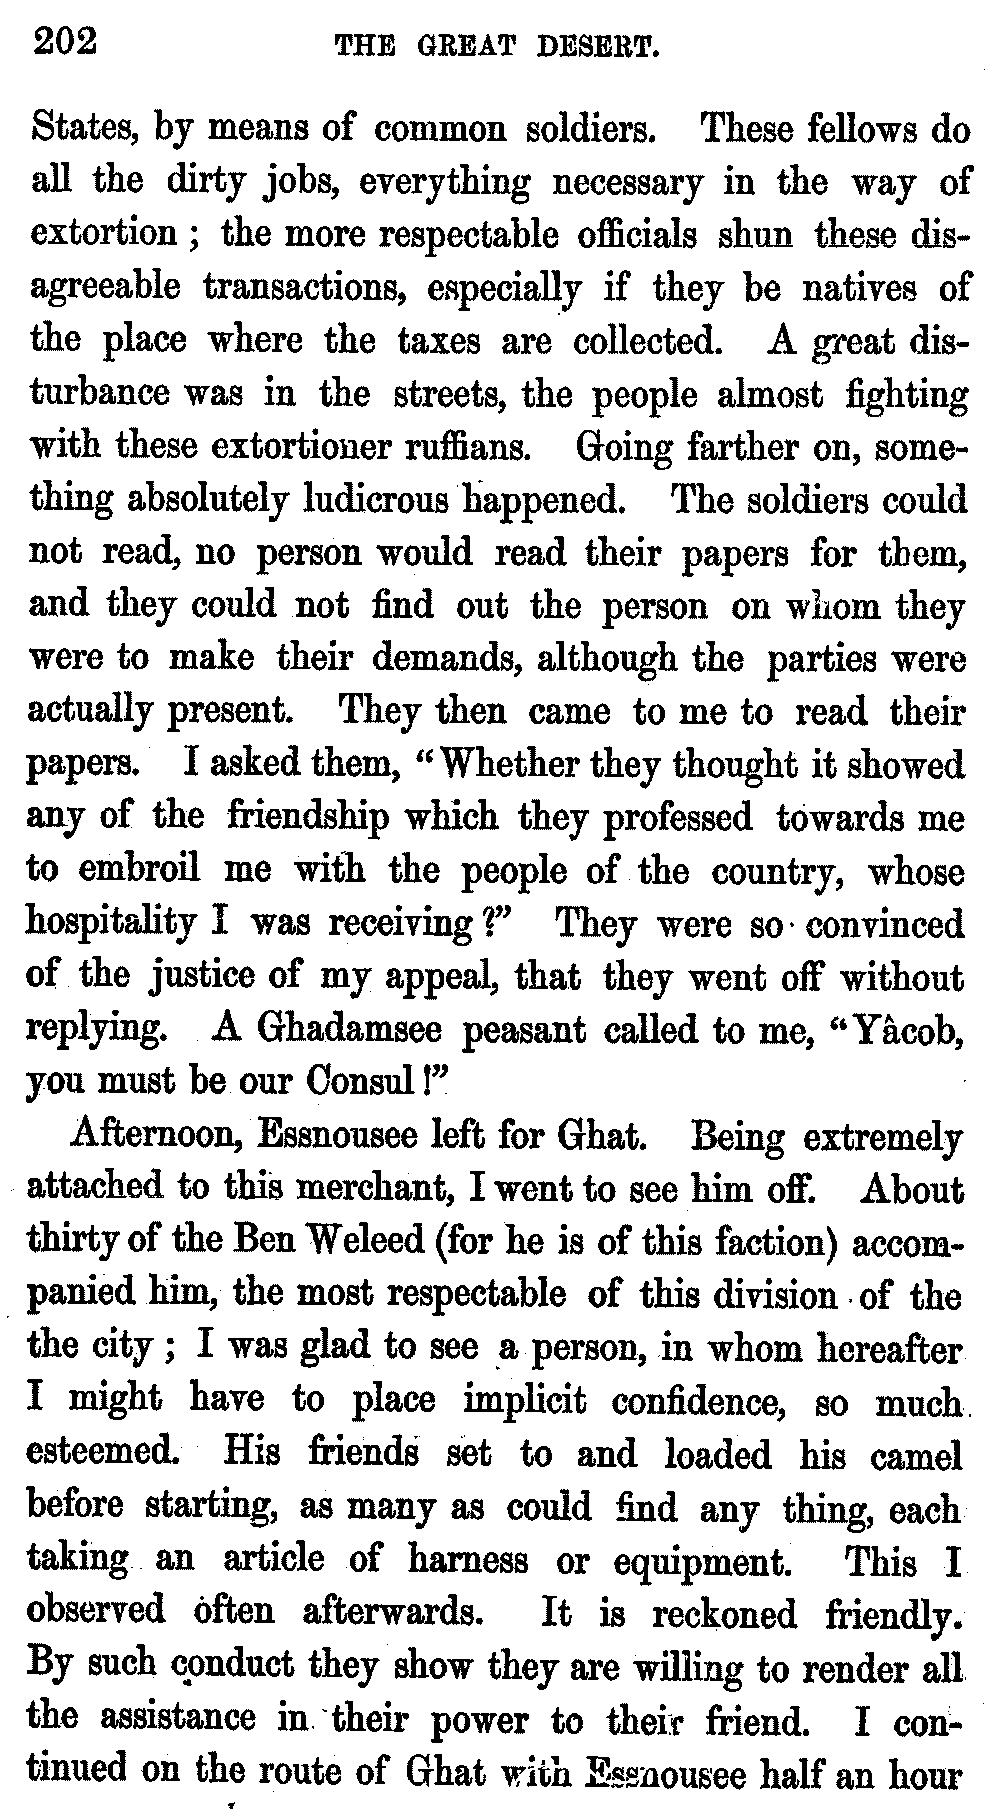 202 THE GREAT DESERT.
States, by means of common soldiers. These fellows do
all the dirty jobs, everything necessary in the way of
extortion ; the more respectable officials shun these dis-
agreeable transactions, especially if they be natives of
the place where the taxes are collected. A great dis-
turbance was in the streets, the people almost fighting
with these extortioner ruffians. Going farther on, some-
thing absolutely ludicrous happened. The soldiers could
not read, no person would read their papers for them,
and they could not find out the person on whom they
were to make their demands, although the parties were
actually present. They then came to me to read their
papers. I asked them, “Whether they thought it showed
any of the friendship which they professed towards me
to embroil me with the people of the country, whose
hospitality I was receiving?” They were so convinced
of the justice of my appeal, that they went off without
replying. A Ghadamsee peasant called to me, “Yâcob,
you must be our Consul!”
Afternoon, Essnousee left for Ghat. Being extremely
attached to this merchant, I went to see him off. About
thirty of the Ben Weleed (for he is of this faction) accom-
panied him, the most respectable of this division of the
the city ; I was glad to see a person, in whom hereafter
I might have to place implicit confidence, so much
esteemed. His friends set to and loaded his camel
before starting, as many as could find any thing, each
taking an article of harness or equipment. This I
observed often afterwards. It is reckoned friendly.
By such conduct they show they are willing to render all
the assistance in their power to their friend. I con-
tinued on the route of Ghat with Essnousee half an hour